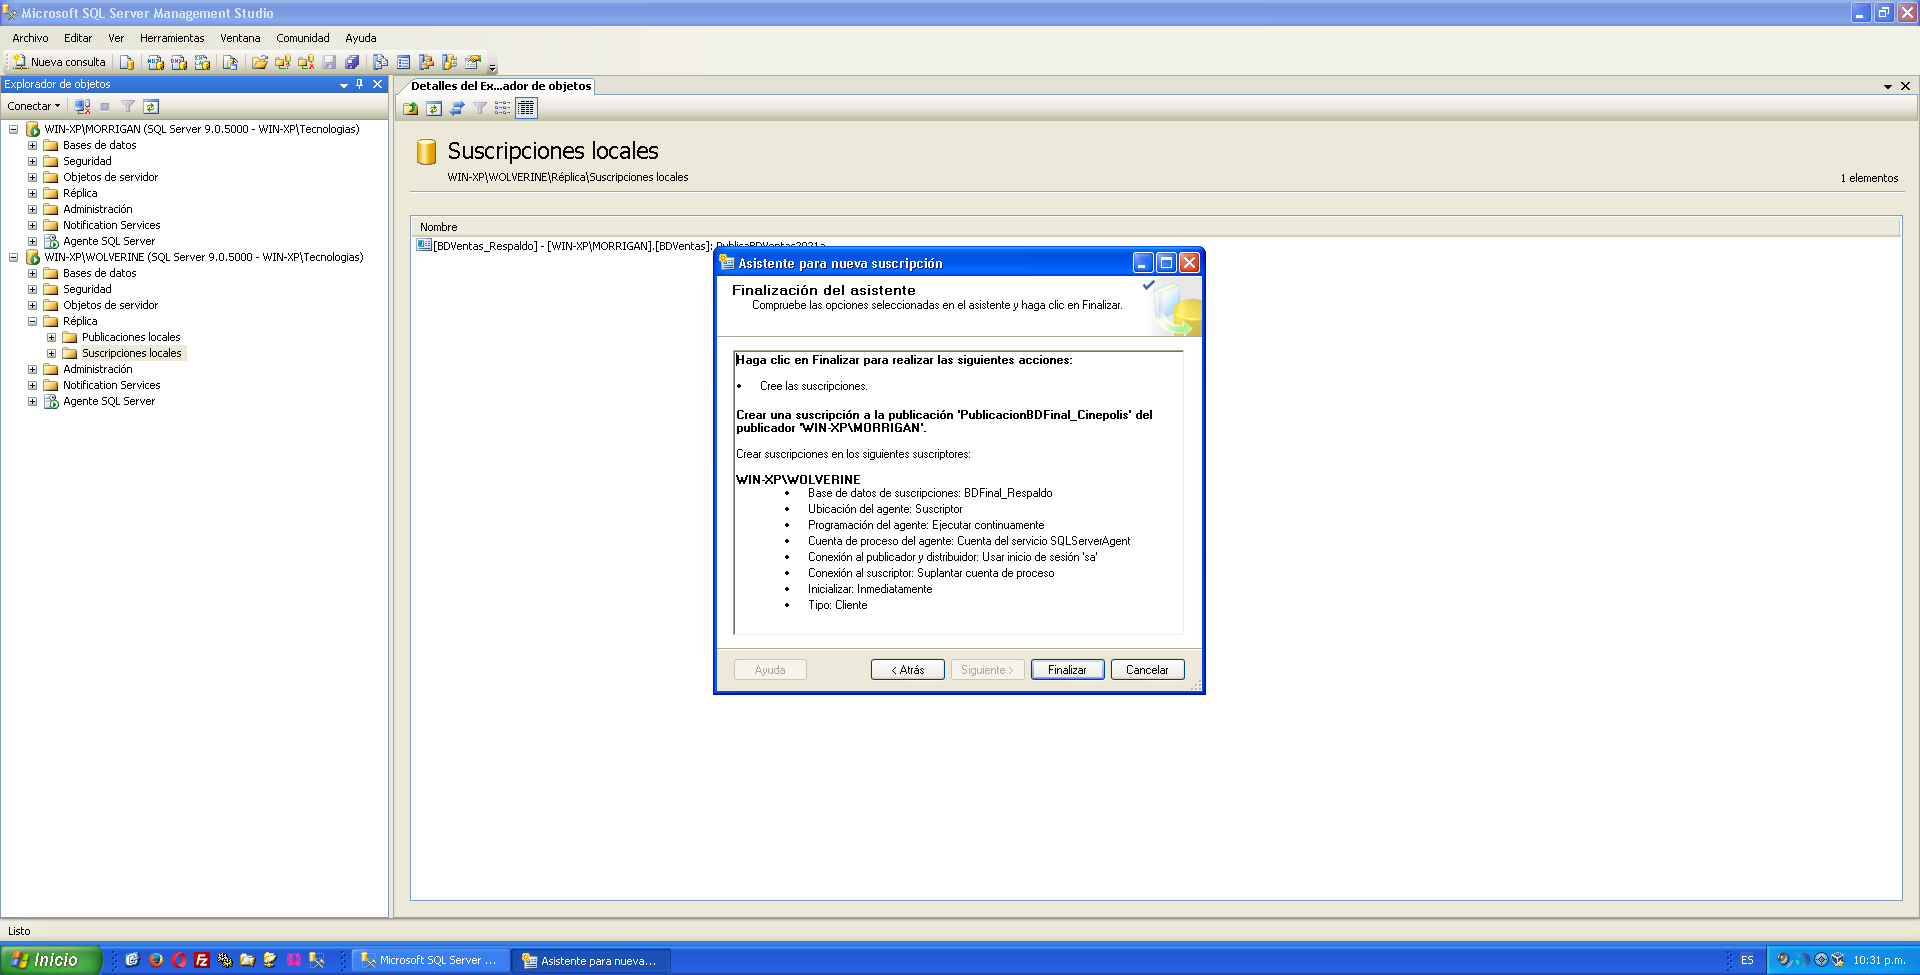 Microsoft SQL Server Management Studio
Archivo Editar Ver Herramientas Ventana Comunidad Ayuda
Nueva consulta
Explorador de objetos
Conectar
WIN-XP\MORRIGAN (SQL Server 9.0.5000 - WIN-XP\Tecnologias)
Bases de datos
Seguridad
Objetos de servidor
Réplica
Administración
Notification Services
Agente SQL Server
WIN-XP\WOLVERINE (SQL Server 9.0.5000 - WIN-XP\Tecnologias)
Bases de datos
Seguridad
Objetos de servidor
Réplica
Publicaciones locales
Suscripciones locales
Administración
Notification Services
Agente SQL Server
Detalles del Ex...ador de objetos
Suscripciones locales
WIN-XP\WOLVERINE\Réplica\Suscripciones locales
1 elementos
Nombre
[BDVentas_Respaldo] - [WIN-XP\MORRIGAN].[BDVentas]: PublicaBDVentas2021a
Asistente para nueva suscripción
Finalización del asistente
Compruebe las opciones seleccionadas en el asistente y haga clic en Finalizar.
Haga clic en Finalizar para realizar las siguientes acciones:
• Cree las suscripciones.
Crear una suscripción a la publicación 'PublicacionBDFinal_Cinepolis' del
publicador 'WIN-XP\MORRIGAN'.
Crear suscripciones en los siguientes suscriptores:
WIN-XP\WOLVERINE
• Base de datos de suscripciones: BDFinal_Respaldo
• Ubicación del agente: Suscriptor
• Programación del agente: Ejecutar continuamente
• Cuenta de proceso del agente: Cuenta del servicio SQLServerAgent
• Conexión al publicador y distribuidor: Usar inicio de sesión 'sa'
• Conexión al suscriptor: Suplantar cuenta de proceso
• Inicializar: Inmediatamente
• Tipo: Cliente
Ayuda < Atrás Siguiente > Finalizar Cancelar
Listo
Inicio Microsoft SQL Server ... Asistente para nueva... ES 10:31 p.m.